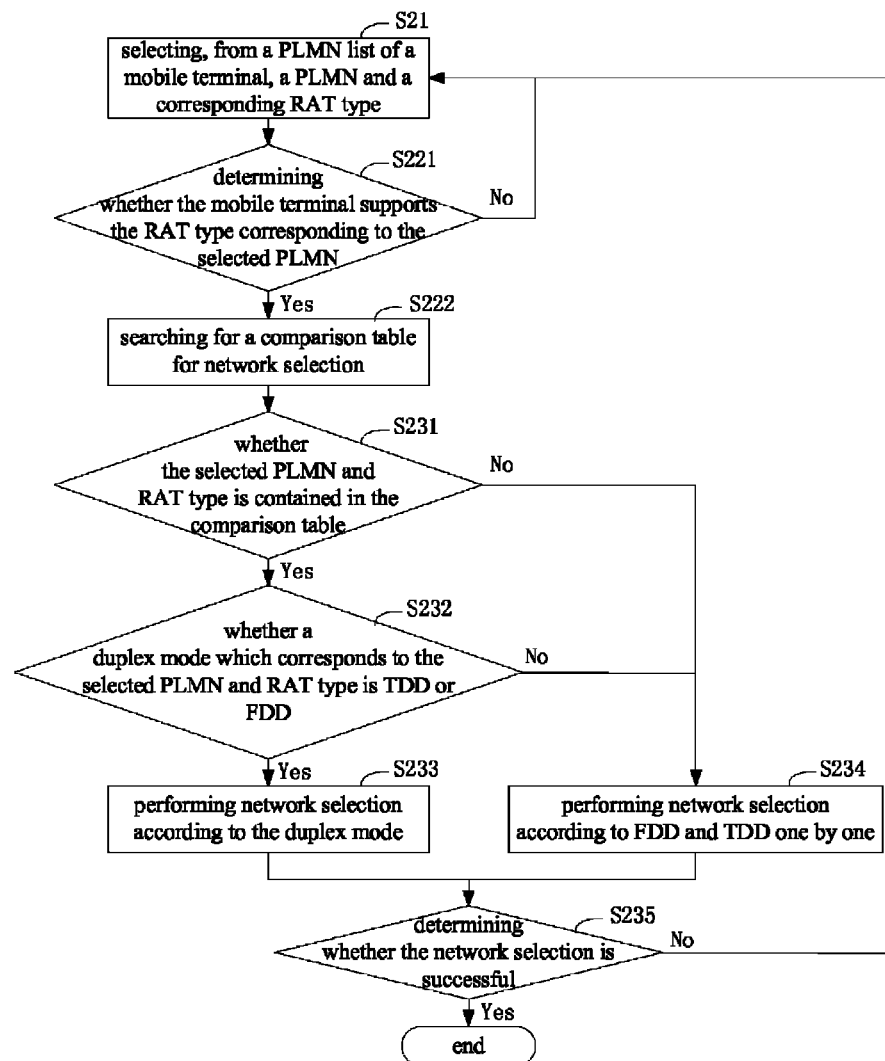 S21
selecting, from a PLMN list of a
mobile terminal, a PLMN and a
corresponding RAT type
S221
determining
whether the mobile terminal supports
the RAT type corresponding to the
selected PLMN
No
Yes
S222
searching for a comparison table
for network selection
S231
whether
the selected PLMN and
RAT type is contained in the
comparison table
No
Yes
S232
whether a
duplex mode which corresponds to the
selected PLMN and RAT type is TDD or
FDD
No
Yes
S233
performing network selection
according to the duplex mode
S234
performing network selection
according to FDD and TDD one by one
S235
determining
whether the network selection is
successful
No
Yes
end